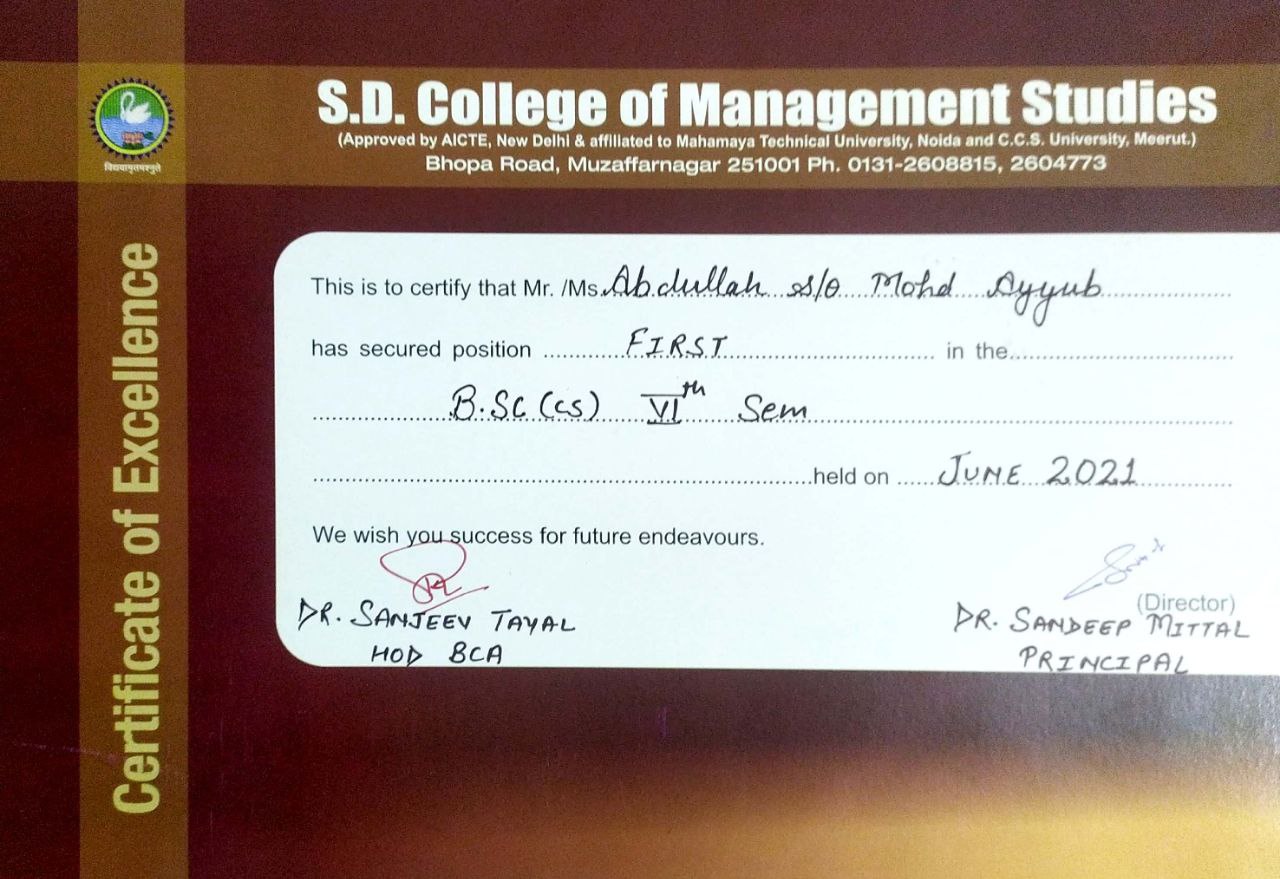 S.D. College of Management Studies
(Approved by AICTE, New Delhi & affiliated to Mahamaya Technical University, Noida and C.C.S. University, Meerut.)
Bhopa Road, Muzaffarnagar 251001 Ph. 0131-2608815, 2604773
विद्ययामृतमश्नुते
Certificate of Excellence
This is to certify that Mr. /Ms. Abdullah s/o Mohd Ayyub
has secured position FIRST in the
B.Sc (CS) VIth Sem
held on JUNE 2021
We wish you success for future endeavours.
(Director)
DR. SANJEEV TAYAL DR. SANDEEP MITTAL
HOD BCA PRINCIPAL